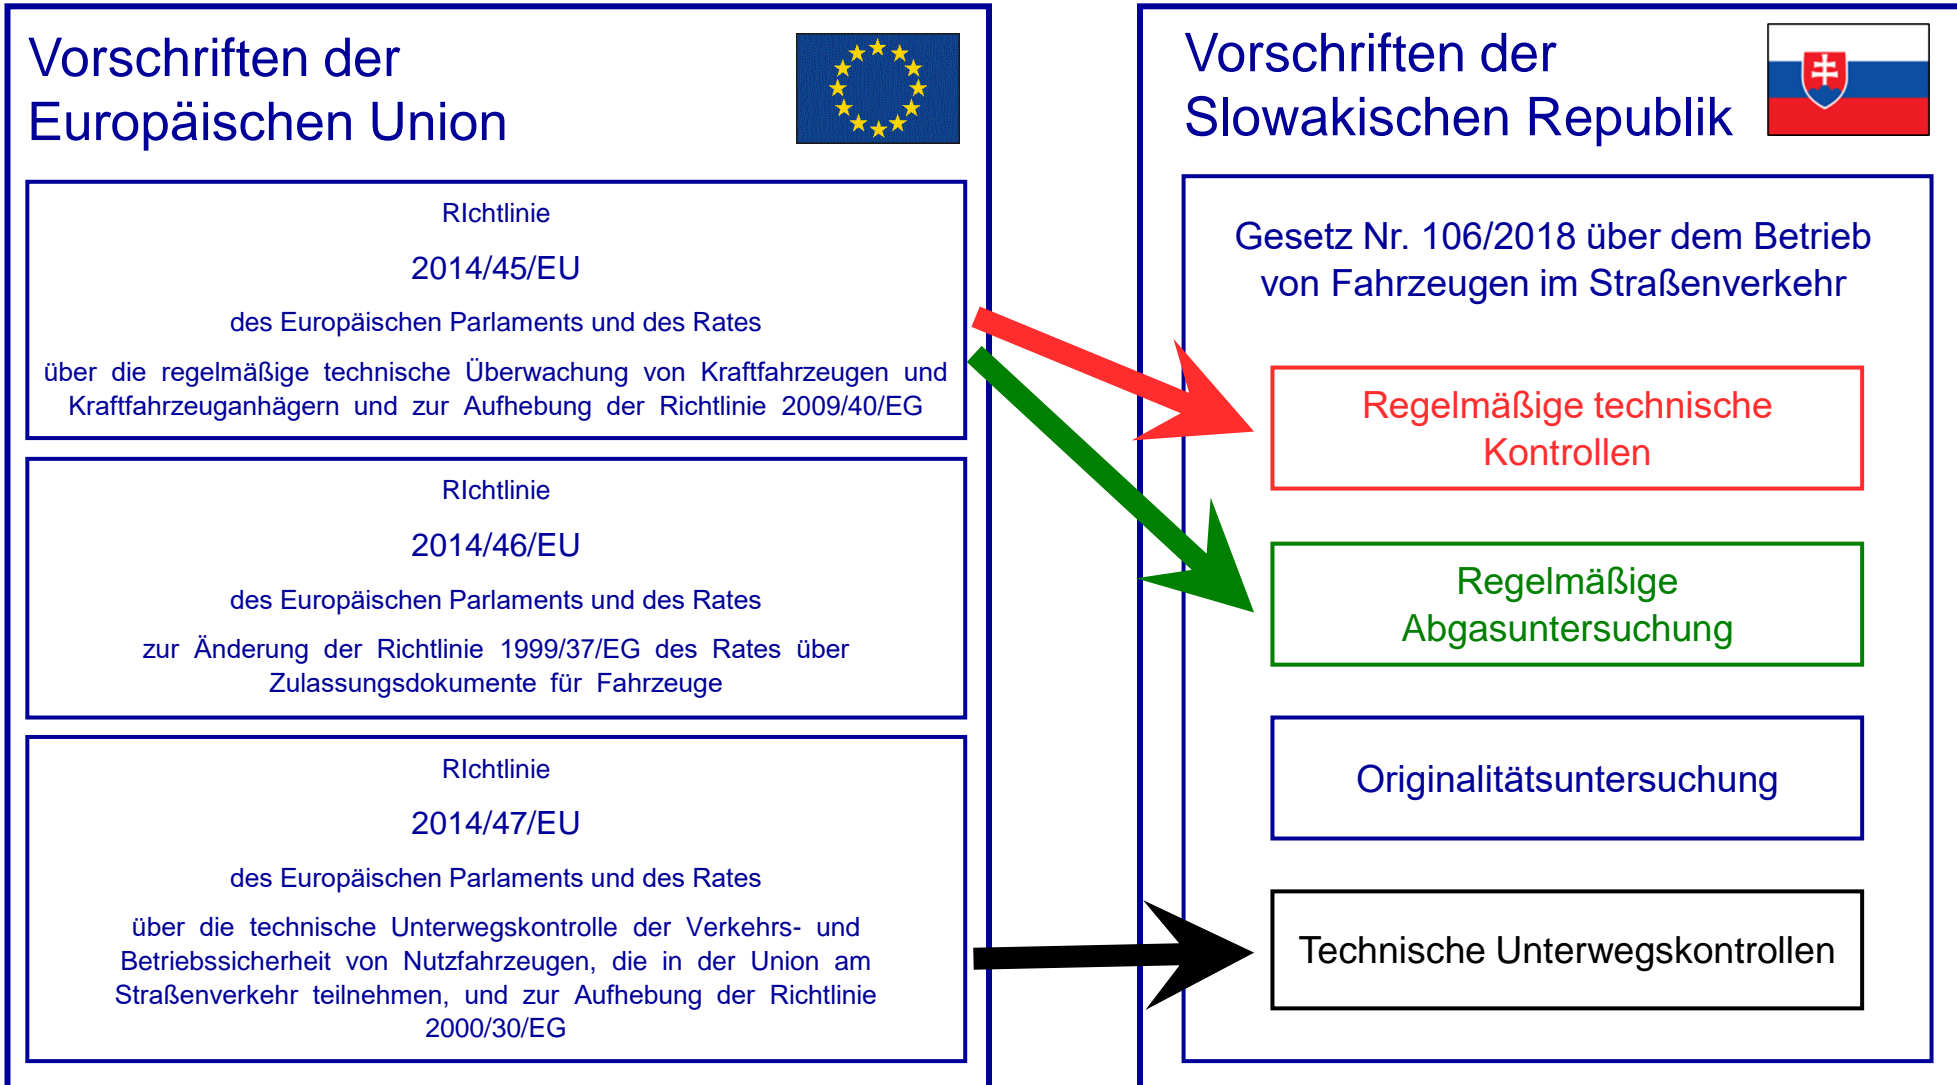 Vorschriften der
Europäischen Union
RIchtlinie
2014/45/EU
des Europäischen Parlaments und des Rates
über die regelmäßige technische Überwachung von Kraftfahrzeugen und
Kraftfahrzeuganhägern und zur Aufhebung der Richtlinie 2009/40/EG
RIchtlinie
2014/46/EU
des Europäischen Parlaments und des Rates
zur Änderung der Richtlinie 1999/37/EG des Rates über
Zulassungsdokumente für Fahrzeuge
RIchtlinie
2014/47/EU
des Europäischen Parlaments und des Rates
über die technische Unterwegskontrolle der Verkehrs- und
Betriebssicherheit von Nutzfahrzeugen, die in der Union am
Straßenverkehr teilnehmen, und zur Aufhebung der Richtlinie
2000/30/EG
Vorschriften der
Slowakischen Republik
Gesetz Nr. 106/2018 über dem Betrieb
von Fahrzeugen im Straßenverkehr
Regelmäßige technische
Kontrollen
Regelmäßige
Abgasuntersuchung
Originalitätsuntersuchung
Technische Unterwegskontrollen